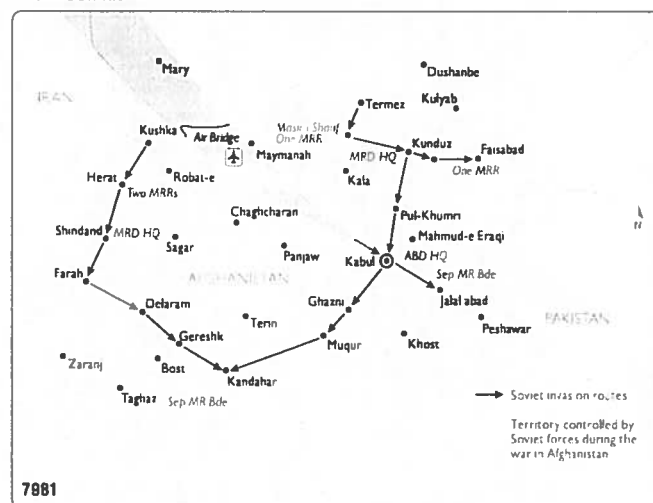 Mary
Dushanbe
IRAN
Kulyab
Termez
Kushka
Air Bridge
One MRR
Maymanah
MRD HQ
Kunduz
Faisabad
One MRR
Herat
Robat-e
Two MRRs
Kala
Chaghcharan
Pul-Khumri
Shindand
MRD HQ
Sagar
Mahmud-e Eraqi
Panjaw
Kabul
ABD HQ
Sep MR Bde
AFGHANISTAN
Farah
Jalal abad
Delaram
Ghazni
Terin
Peshawar
PAKISTAN
Gereshk
Muqur
Khost
Zaranj
Bost
Kandahar
Taghaz
Sep MR Bde
Soviet invasion routes
Territory controlled by
Soviet forces during the
war in Afghanistan
7981